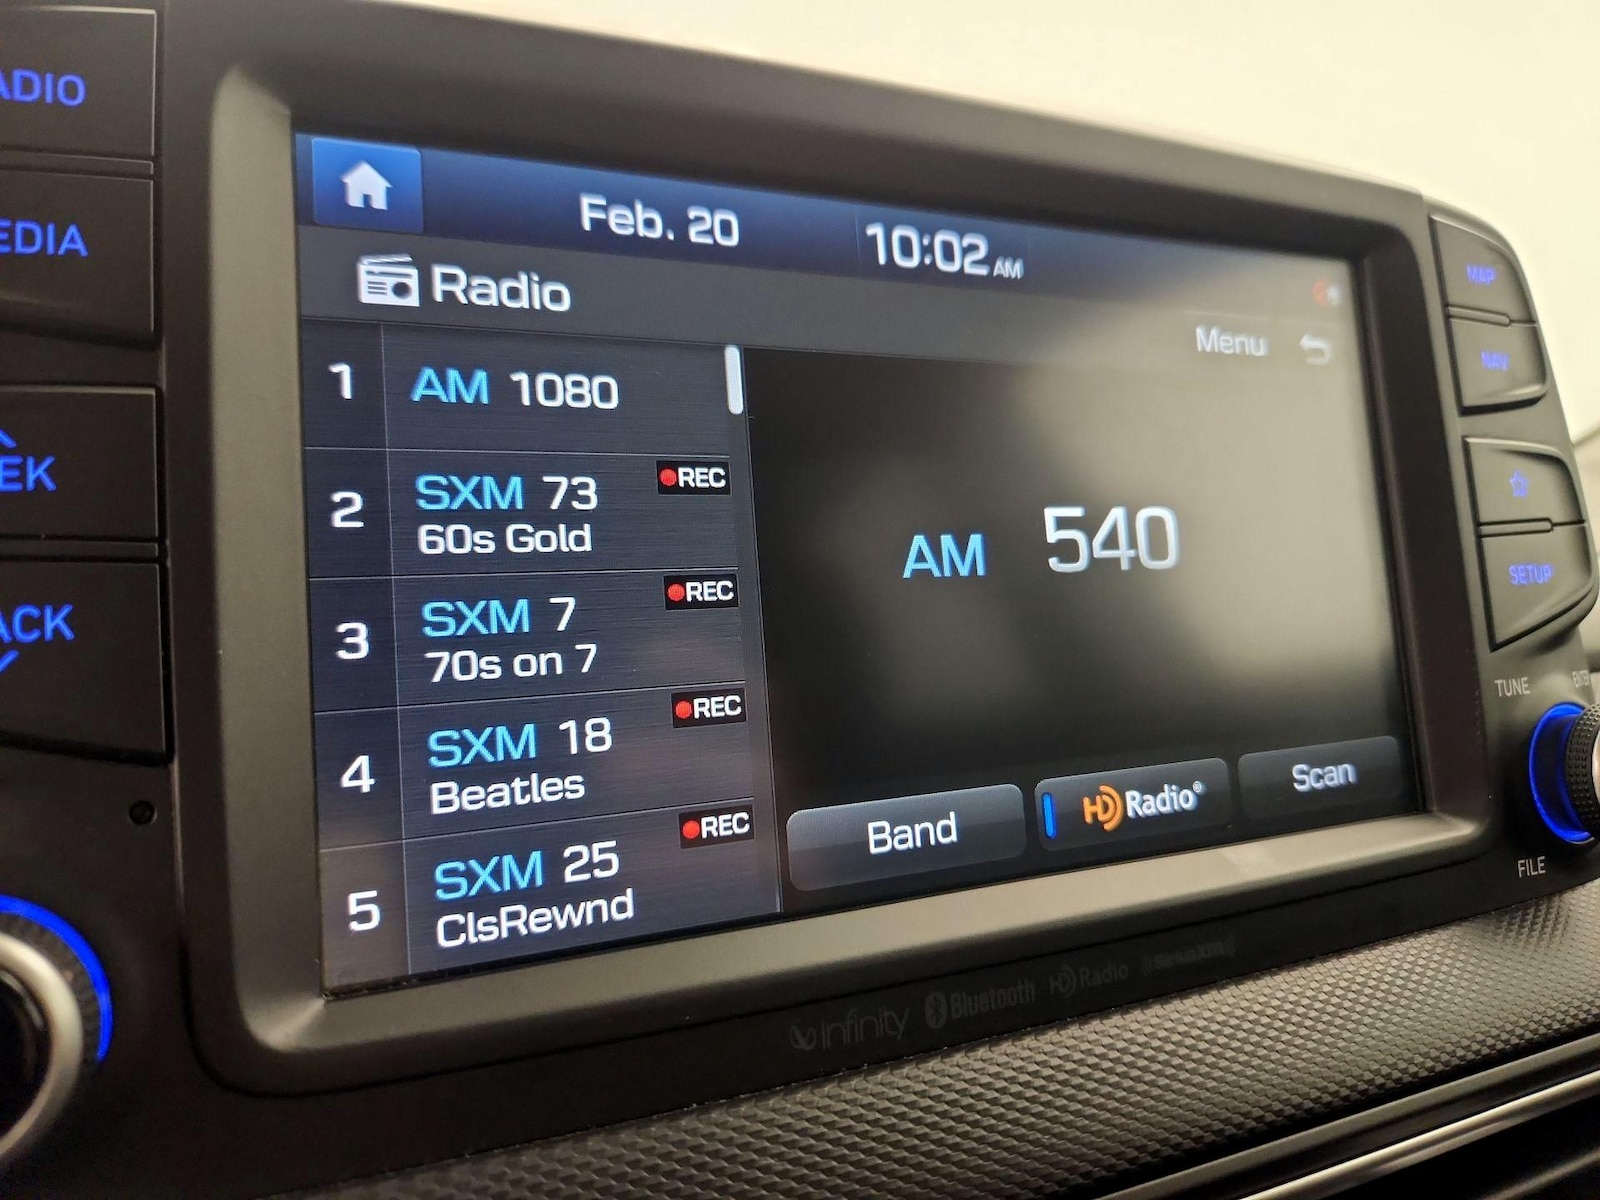 ADIO
EDIA
EEK
ACK
Feb. 20 10:02 AM
Radio
Menu
1 AM 1080
2 SXM 73 REC
60s Gold
3 SXM 7 REC
70s on 7
4 SXM 18 REC
Beatles
5 SXM 25 REC
ClsRewnd
AM 540
Band HD Radio® Scan
MAP
NAV
SETUP
TUNE
FILE
Infinity Bluetooth HD Radio SiriusXM